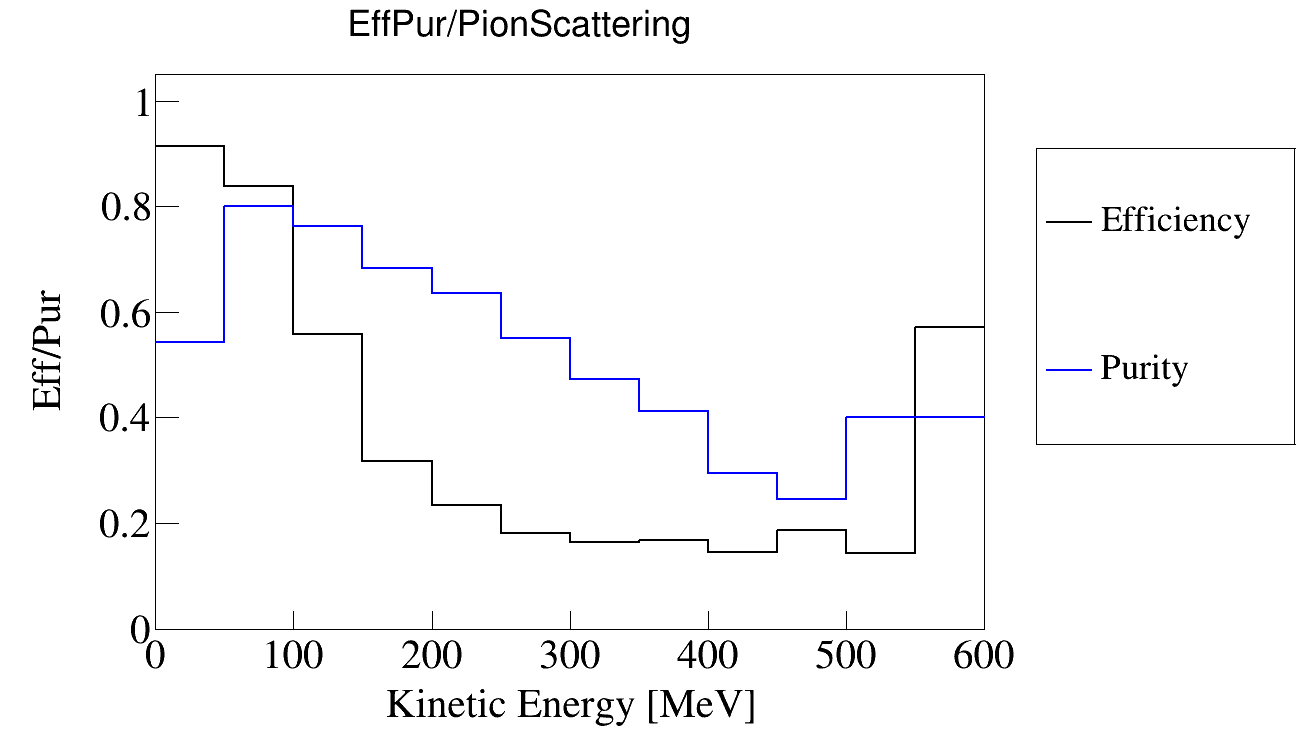 EffPur/PionScattering
1
0.8
0.6
0.4
0.2
0
Eff/Pur
0 100 200 300 400 500 600
Kinetic Energy [MeV]
Efficiency
Purity